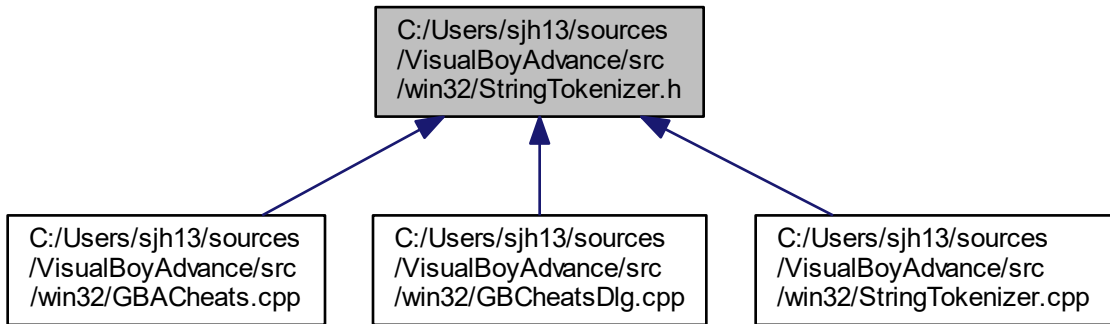 C:/Users/sjh13/sources
/VisualBoyAdvance/src
/win32/StringTokenizer.h
C:/Users/sjh13/sources
/VisualBoyAdvance/src
/win32/GBACheats.cpp
C:/Users/sjh13/sources
/VisualBoyAdvance/src
/win32/GBCheatsDlg.cpp
C:/Users/sjh13/sources
/VisualBoyAdvance/src
/win32/StringTokenizer.cpp